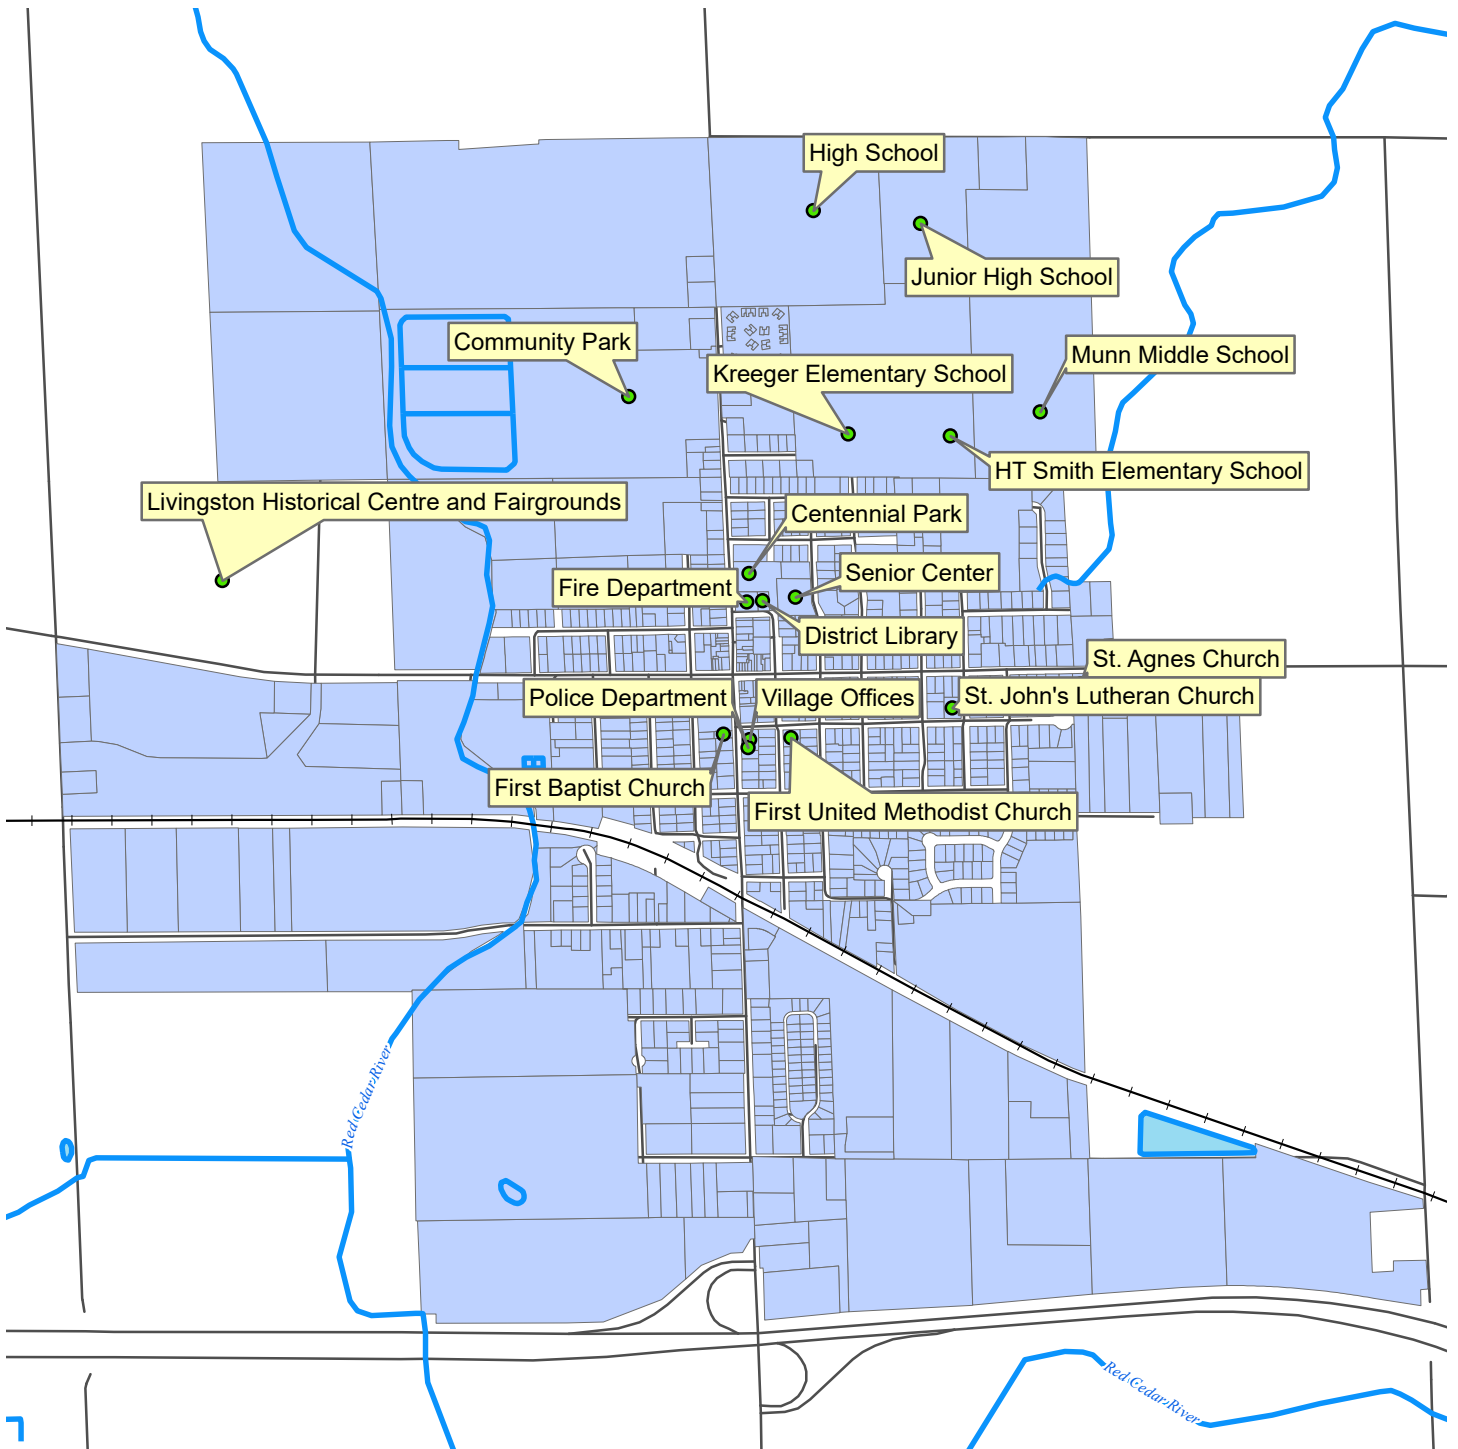 High School
Junior High School
Community Park
Munn Middle School
Kreeger Elementary School
HT Smith Elementary School
Livingston Historical Centre and Fairgrounds
Centennial Park
Senior Center
Fire Department
District Library
St. Agnes Church
St. John's Lutheran Church
Police Department
Village Offices
First Baptist Church
First United Methodist Church
Red Cedar River
Red Cedar River